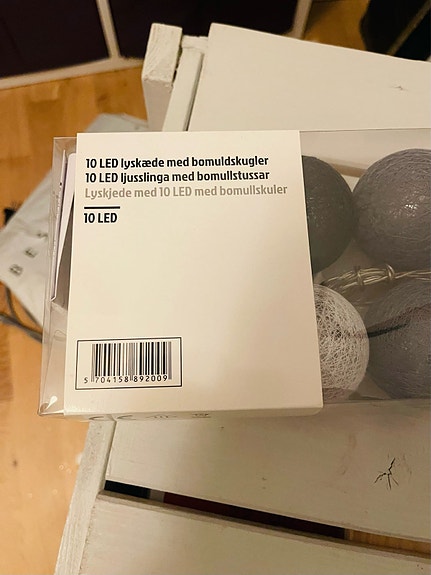 10 LED lyskæde med bomuldskugler
10 LED ljusslinga med bomullstussar
Lyskjede med 10 LED med bomullskuler
10 LED
5 704158 892009